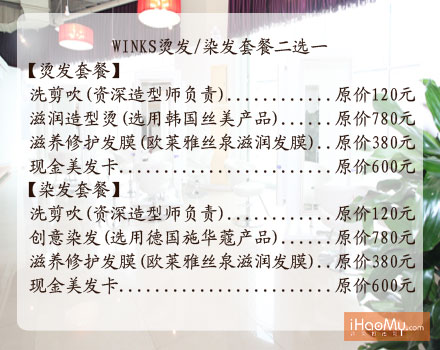 WINKS烫发/染发套餐二选一
【烫发套餐】
洗剪吹(资深造型师负责)............原价120元
滋润造型烫(选用韩国丝美产品)......原价780元
滋养修护发膜(欧莱雅丝泉滋润发膜)..原价380元
现金美发卡........................原价600元
【染发套餐】
洗剪吹(资深造型师负责)............原价120元
创意染发(选用德国施华蔻产品)......原价780元
滋养修护发膜(欧莱雅丝泉滋润发膜)..原价380元
现金美发卡........................原价600元
iHaoMy.com